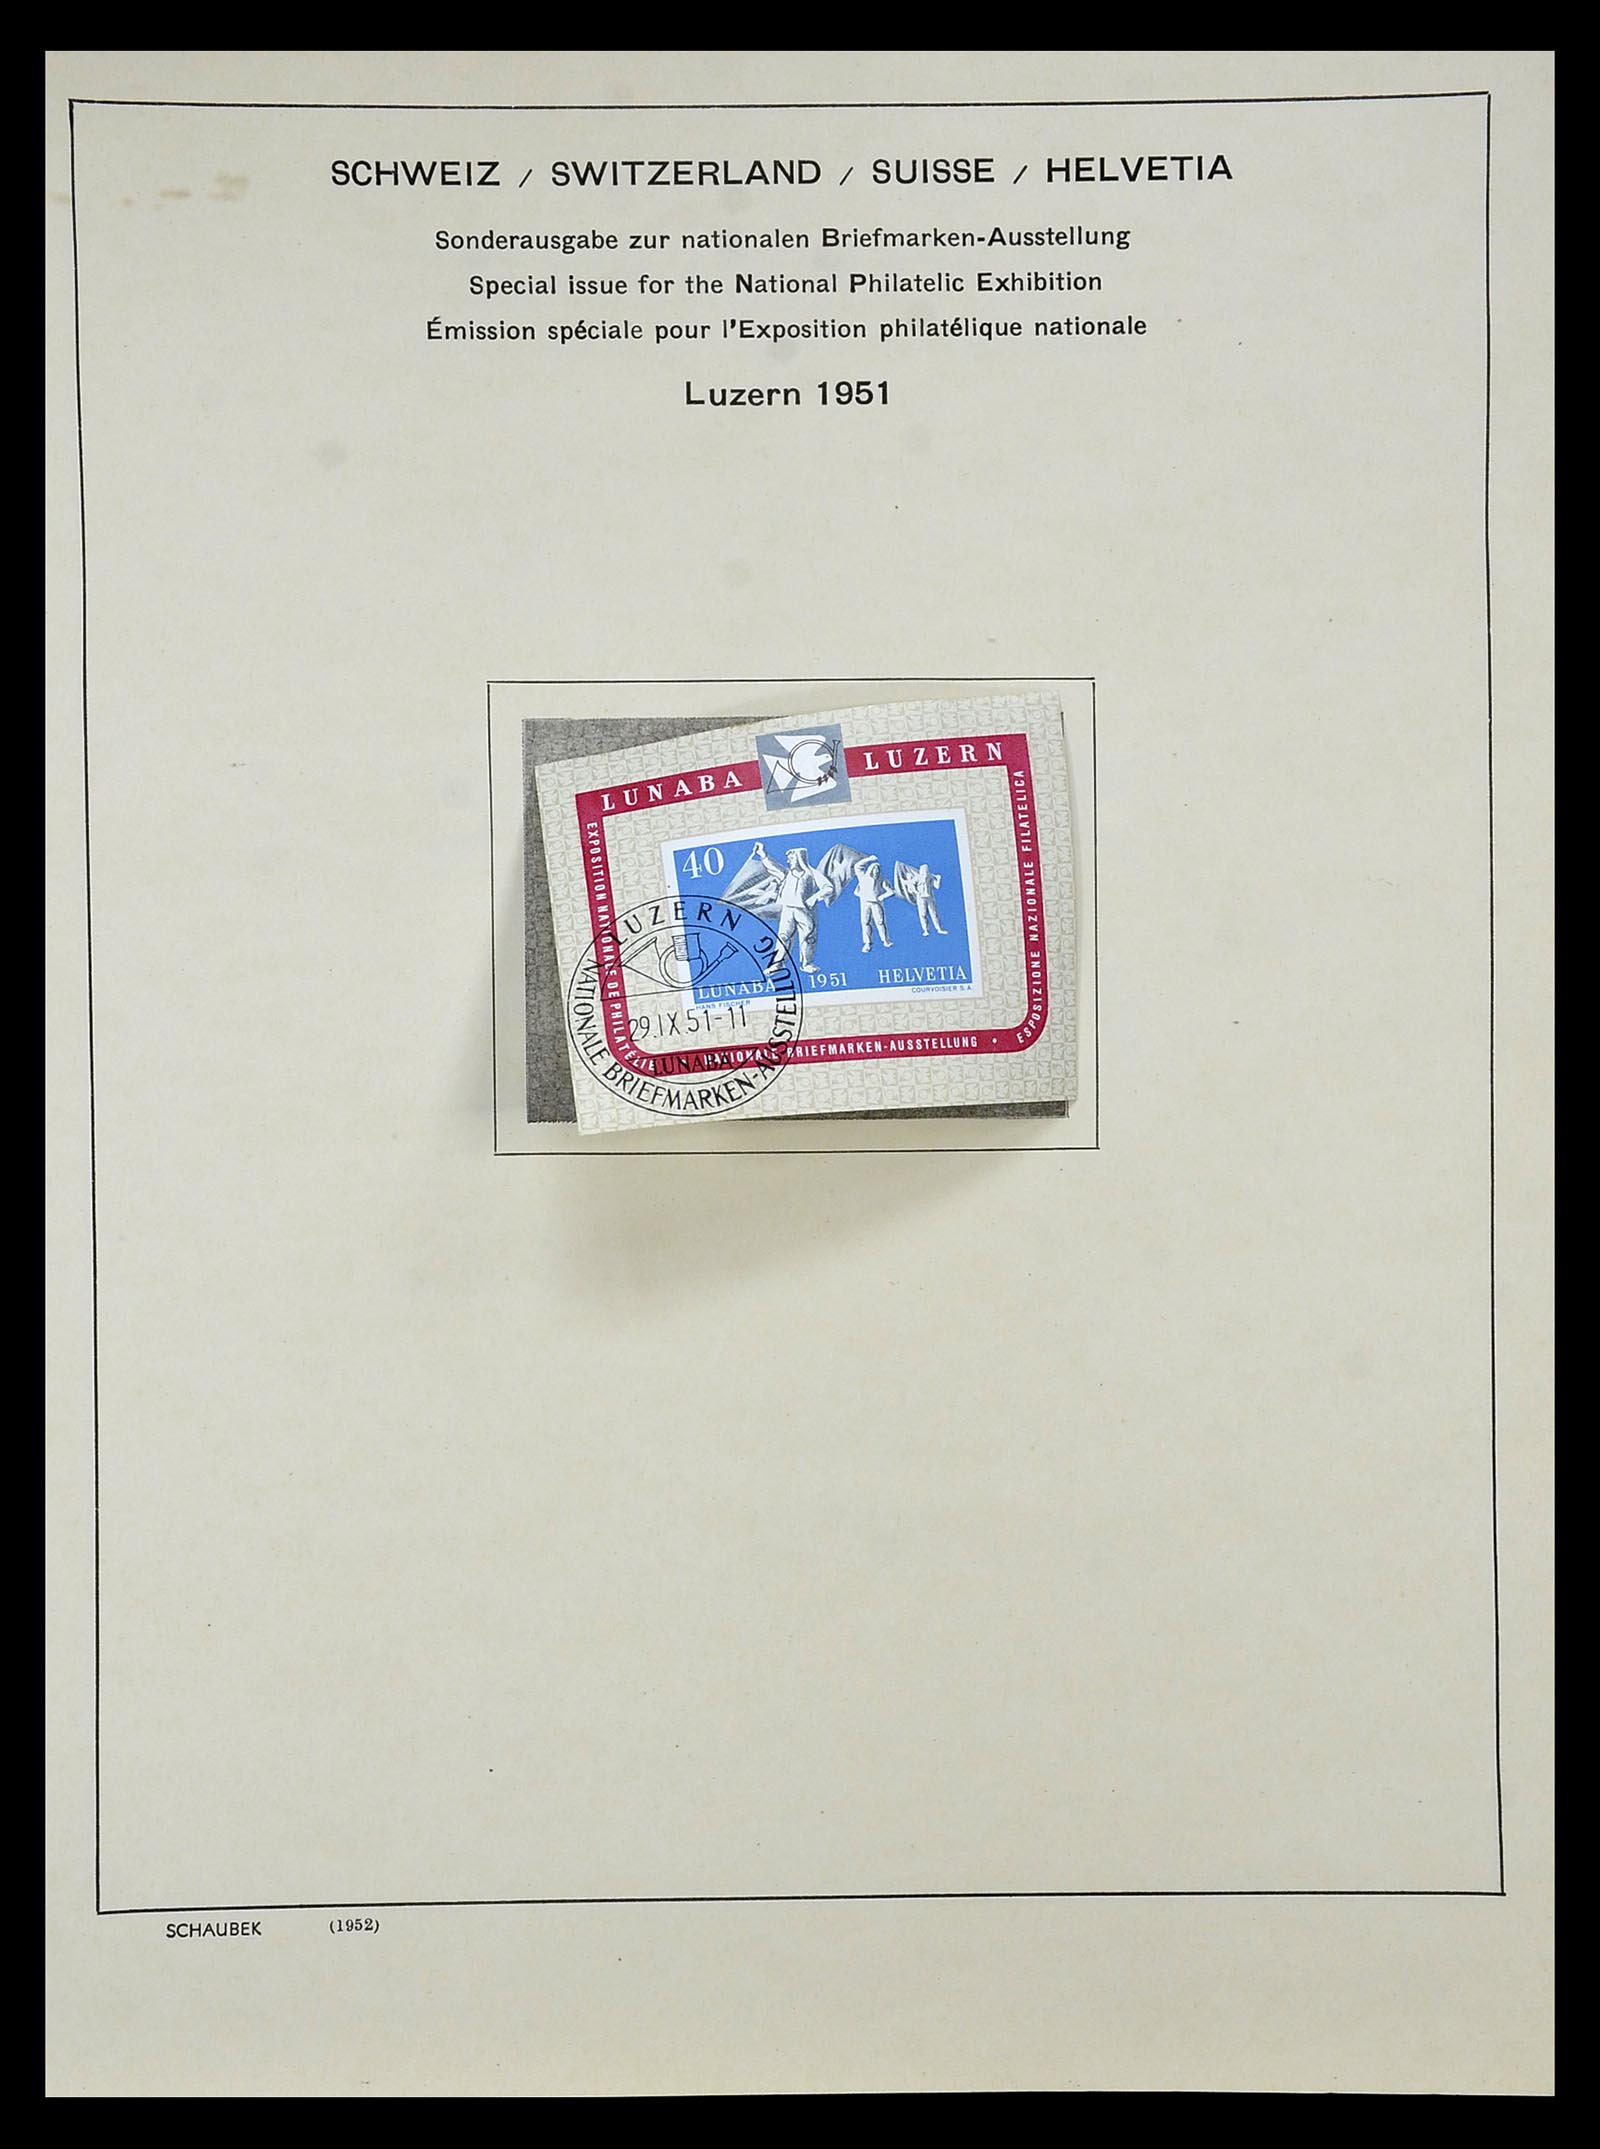 SCHWEIZ / SWITZERLAND / SUISSE / HELVETIA
Sonderausgabe zur nationalen Briefmarken-Ausstellung
Special issue for the National Philatelic Exhibition
Émission spéciale pour l'Exposition philatélique nationale
Luzern 1951
LUNABA LUZERN
EXPOSITION NATIONALE DE PHILATÉLIE
NATIONALE BRIEFMARKEN-AUSSTELLUNG
ESPOSIZIONE NAZIONALE FILATELICA
40
LUNABA 1951 HELVETIA
HANS FISCHER
COURVOISIER S.A.
LUZERN
29.IX.51-11
LUNABA
NATIONALE BRIEFMARKEN-AUSSTELLUNG
SCHAUBEK (1952)